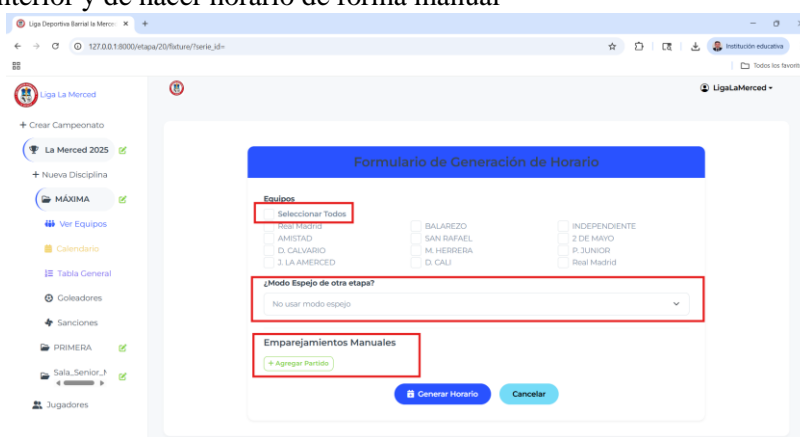 nterior y de hacer horario de forma manual
Liga Deportiva Barrial la Merced
127.0.0.1:8000/etapa/20/fixture/?serie_id=
Institución educativa
Todos los favorit
Liga La Merced
LigaLaMerced
+ Crear Campeonato
La Merced 2025
+ Nueva Disciplina
MÁXIMA
Ver Equipos
Calendario
Tabla General
Goleadores
Sanciones
PRIMERA
Sala_Senior_
Jugadores
Formulario de Generación de Horario
Equipos
Seleccionar Todos
Real Madrid BALAREZO INDEPENDIENTE
AMISTAD SAN RAFAEL 2 DE MAYO
D. CALVARIO M. HERRERA P. JUNIOR
J. LA AMERCED D. CALI Real Madrid
¿Modo Espejo de otra etapa?
No usar modo espejo
Emparejamientos Manuales
+ Agregar Partido
Generar Horario Cancelar